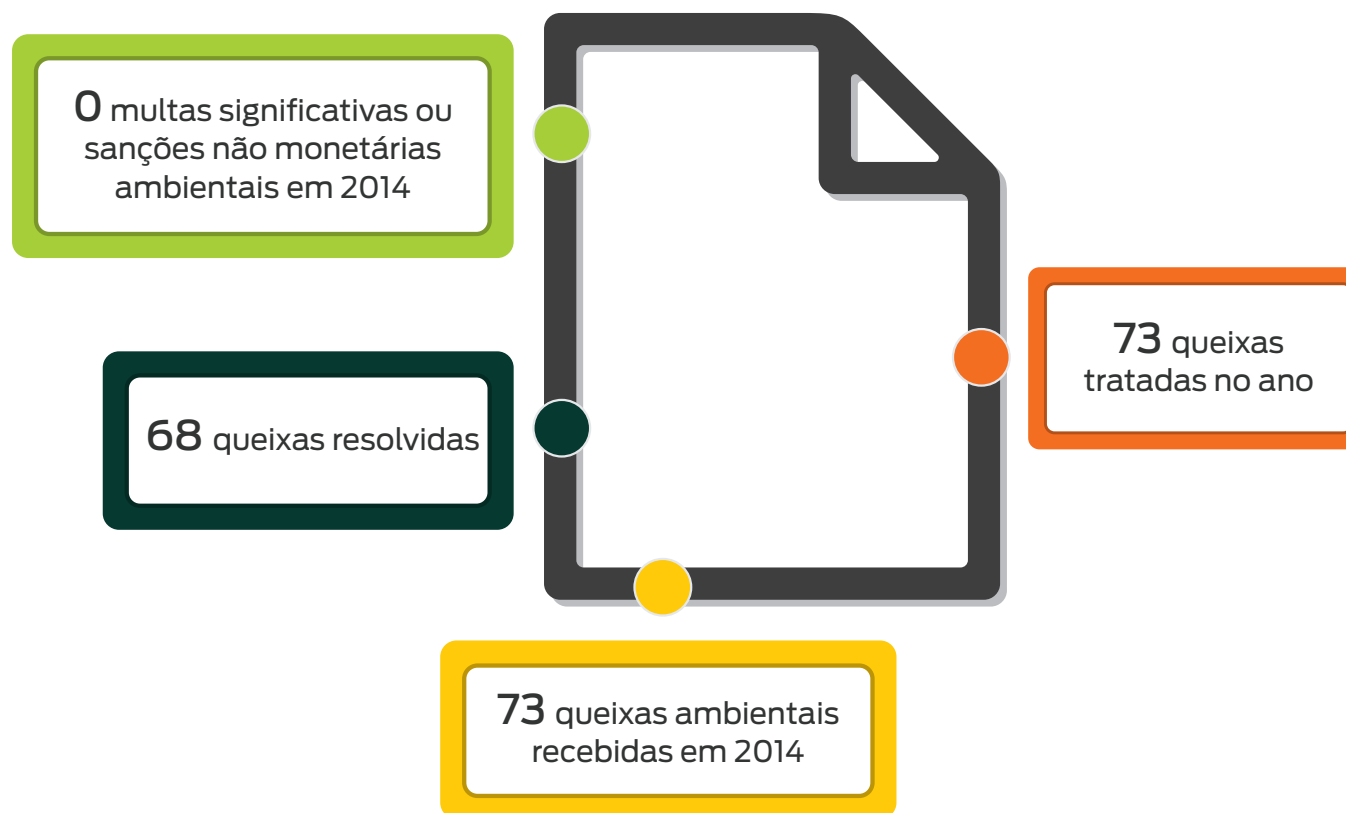 0 multas significativas ou
sanções não monetárias
ambientais em 2014
73 queixas
tratadas no ano
68 queixas resolvidas
73 queixas ambientais
recebidas em 2014